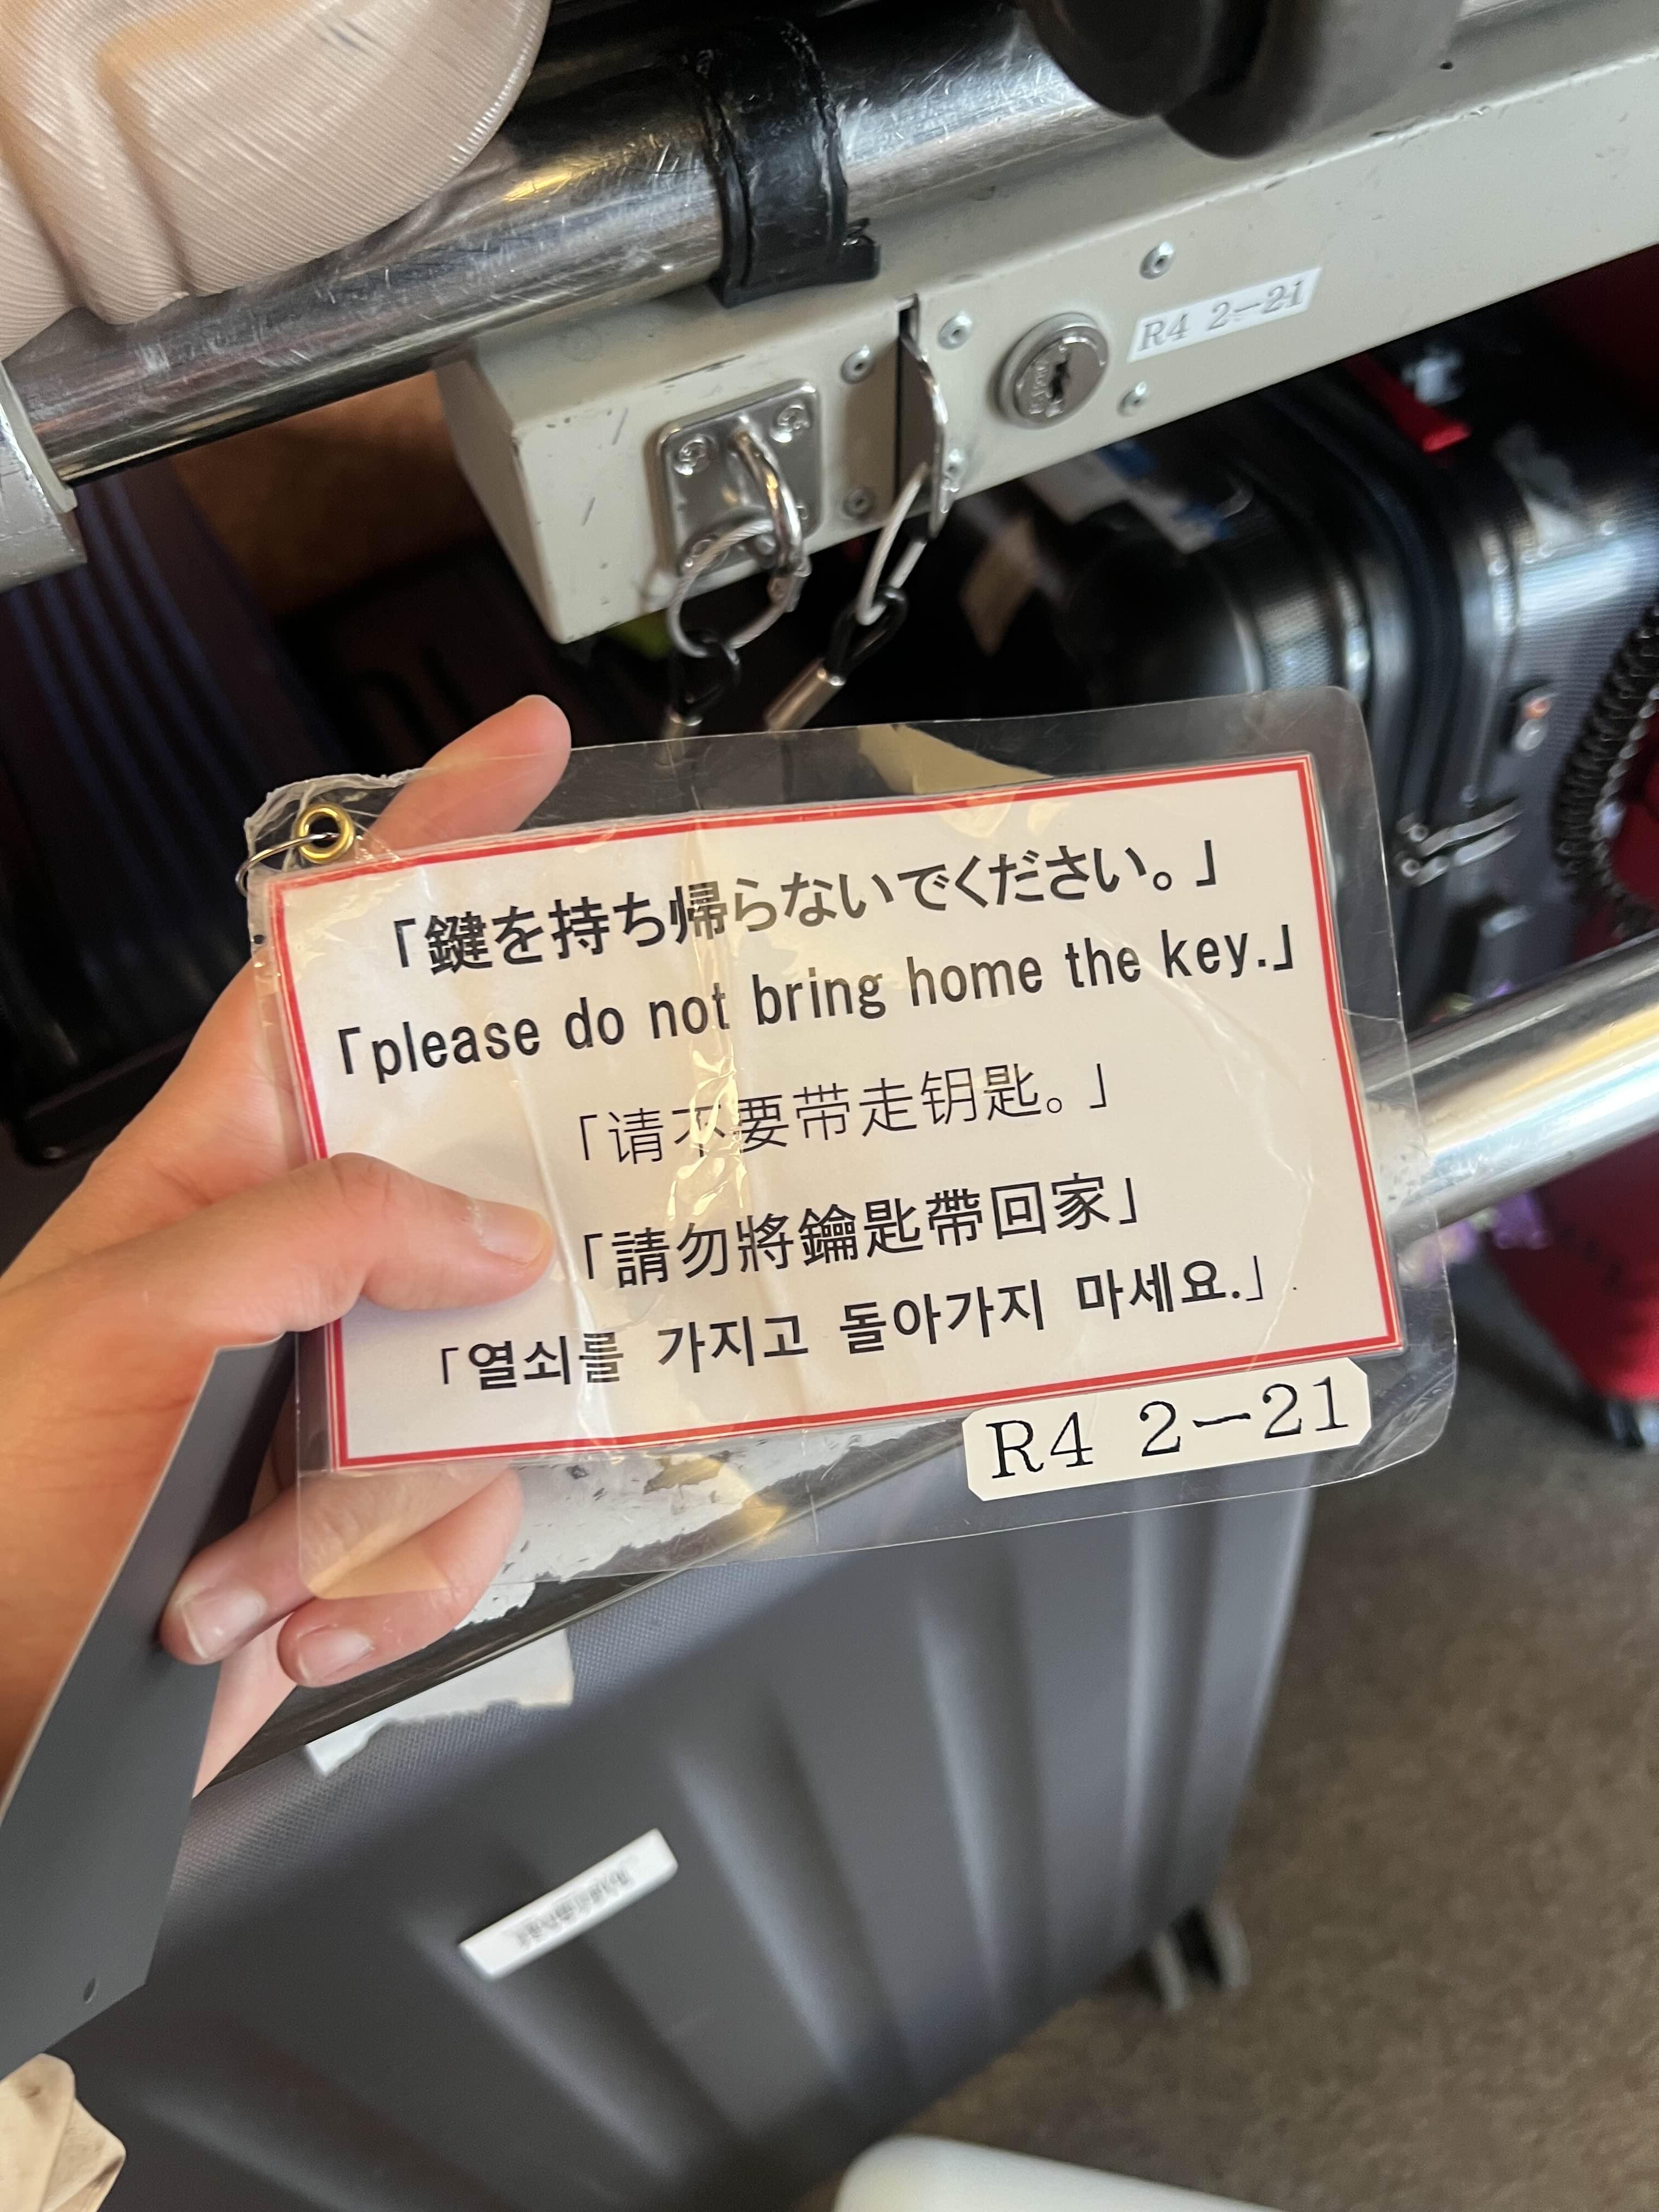 R4 2-21
「鍵を持ち帰らないでください。」
「please do not bring home the key.」
「请不要带走钥匙。」
「請勿將鑰匙帶回家」
「열쇠를 가지고 돌아가지 마세요.」
R4 2-21